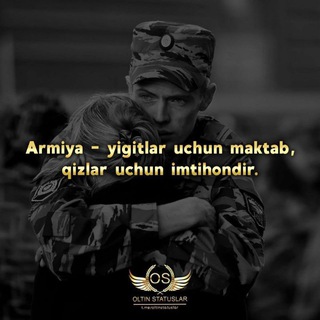 Armiya - yigitlar uchun maktab,
qizlar uchun imtihondir.
OS
OLTIN STATUSLAR